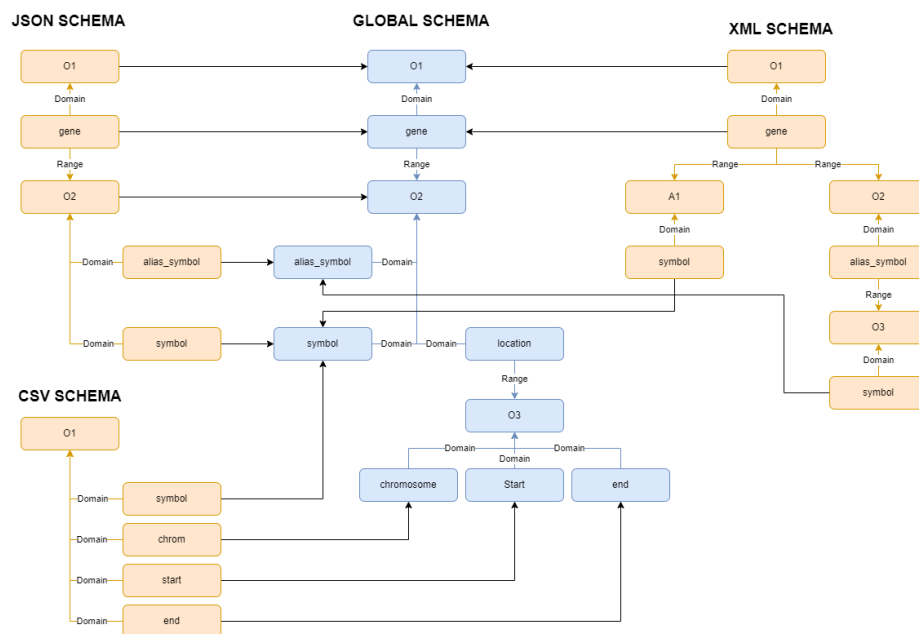 JSON SCHEMA
GLOBAL SCHEMA
XML SCHEMA
O1
O1
O1
Domain
Domain
Domain
gene
gene
gene
Range
Range
Range
Range
O2
O2
A1
O2
Domain
Domain
Domain
alias_symbol
alias_symbol
Domain
symbol
alias_symbol
Range
O3
Domain
symbol
symbol
Domain
Domain
location
Domain
symbol
Range
CSV SCHEMA
O1
O3
Domain
Domain
Domain
chromosome
Start
end
Domain
symbol
Domain
chrom
Domain
start
Domain
end